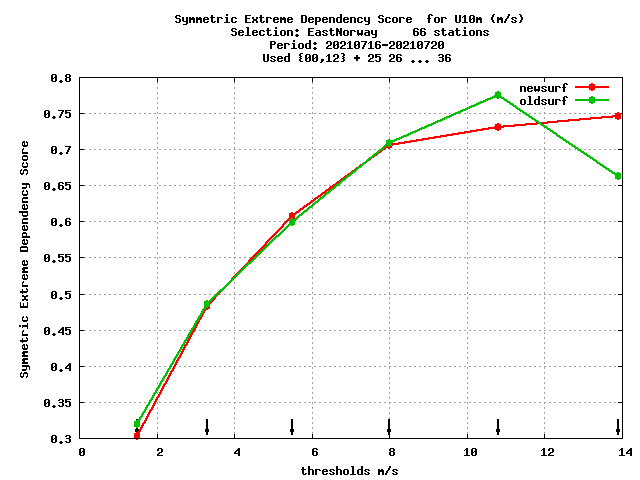 Symmetric Extreme Dependency Score  for U10m (m/s)
Selection: EastNorway     66 stations
Period: 20210716-20210720
Used {00,12} + 25 26 ... 36
newsurf
oldsurf
Symmetric Extreme Dependency Score
0.8
0.75
0.7
0.65
0.6
0.55
0.5
0.45
0.4
0.35
0.3
0 2 4 6 8 10 12 14
thresholds m/s